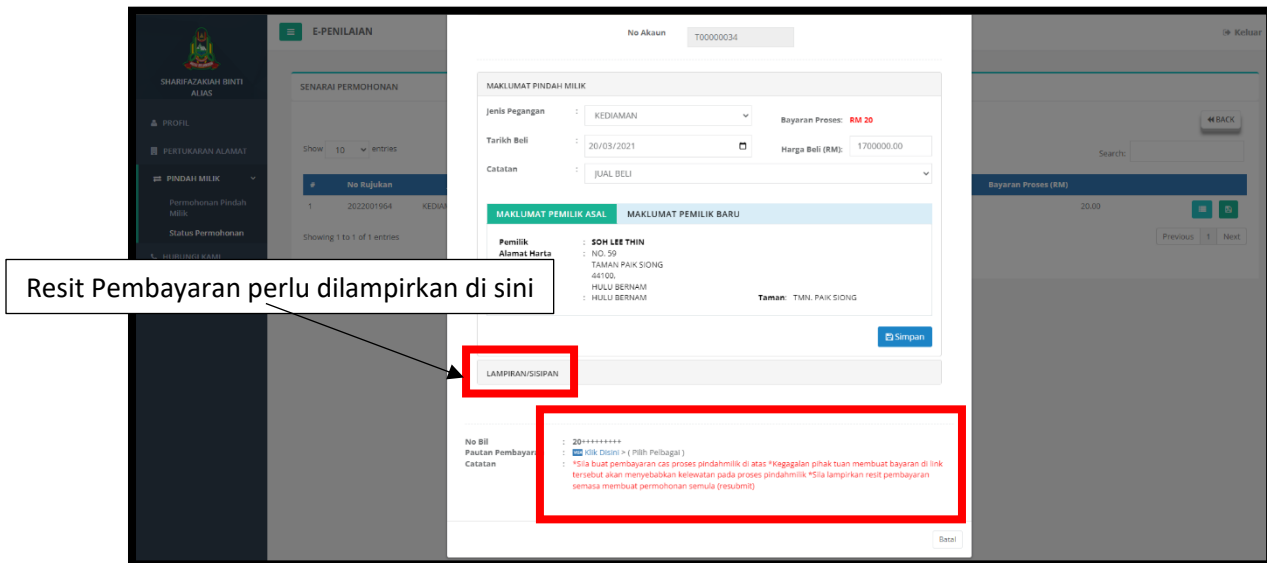 E-PENILAIAN
Keluar
SHARIFAZAKIAH BINTI
ALIAS
PROFIL
PERTUKARAN ALAMAT
PINDAH MILIK
Permohonan Pindah
Milik
Status Permohonan
HUBUNGI KAMI
SENARAI PERMOHONAN
BACK
Show 10 entries
Search:
# No Rujukan Bayaran Proses (RM)
1 2022001964 20.00
Showing 1 to 1 of 1 entries
Previous 1 Next
No Akaun T00000034
MAKLUMAT PINDAH MILIK
Jenis Pegangan : KEDIAMAN Bayaran Proses: RM 20
Tarikh Beli : 20/03/2021 Harga Beli (RM): 1700000.00
Catatan : JUAL BELI
MAKLUMAT PEMILIK ASAL MAKLUMAT PEMILIK BARU
Pemilik : SOH LEE THIN
Alamat Harta : NO. 59
TAMAN PAIK SIONG
44100,
HULU BERNAM
: HULU BERNAM Taman: TMN. PAIK SIONG
Simpan
Resit Pembayaran perlu dilampirkan di sini
LAMPIRAN/SISIPAN
No Bil : 20+++++++++
Pautan Pembayaran : Klik Disini > ( Pilih Pelbagai )
Catatan : *Sila buat pembayaran cas proses pindahmilik di atas *Kegagalan pihak tuan membuat bayaran di link
tersebut akan menyebabkan kelewatan pada proses pindahmilik *Sila lampirkan resit pembayaran
semasa membuat permohonan semula (resubmit)
Batal